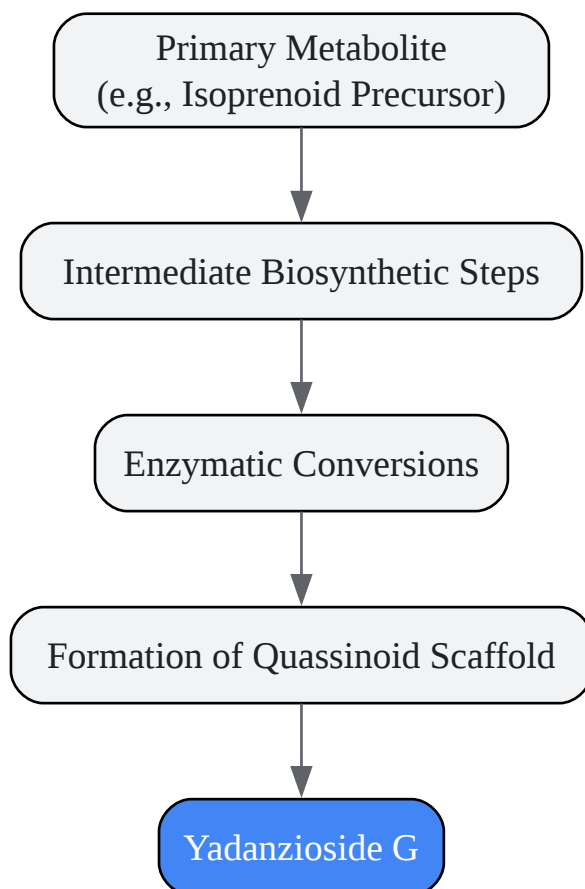 Primary Metabolite
(e.g., Isoprenoid Precursor)
Intermediate Biosynthetic Steps
Enzymatic Conversions
Formation of Quassinoid Scaffold
Yadanzioside G